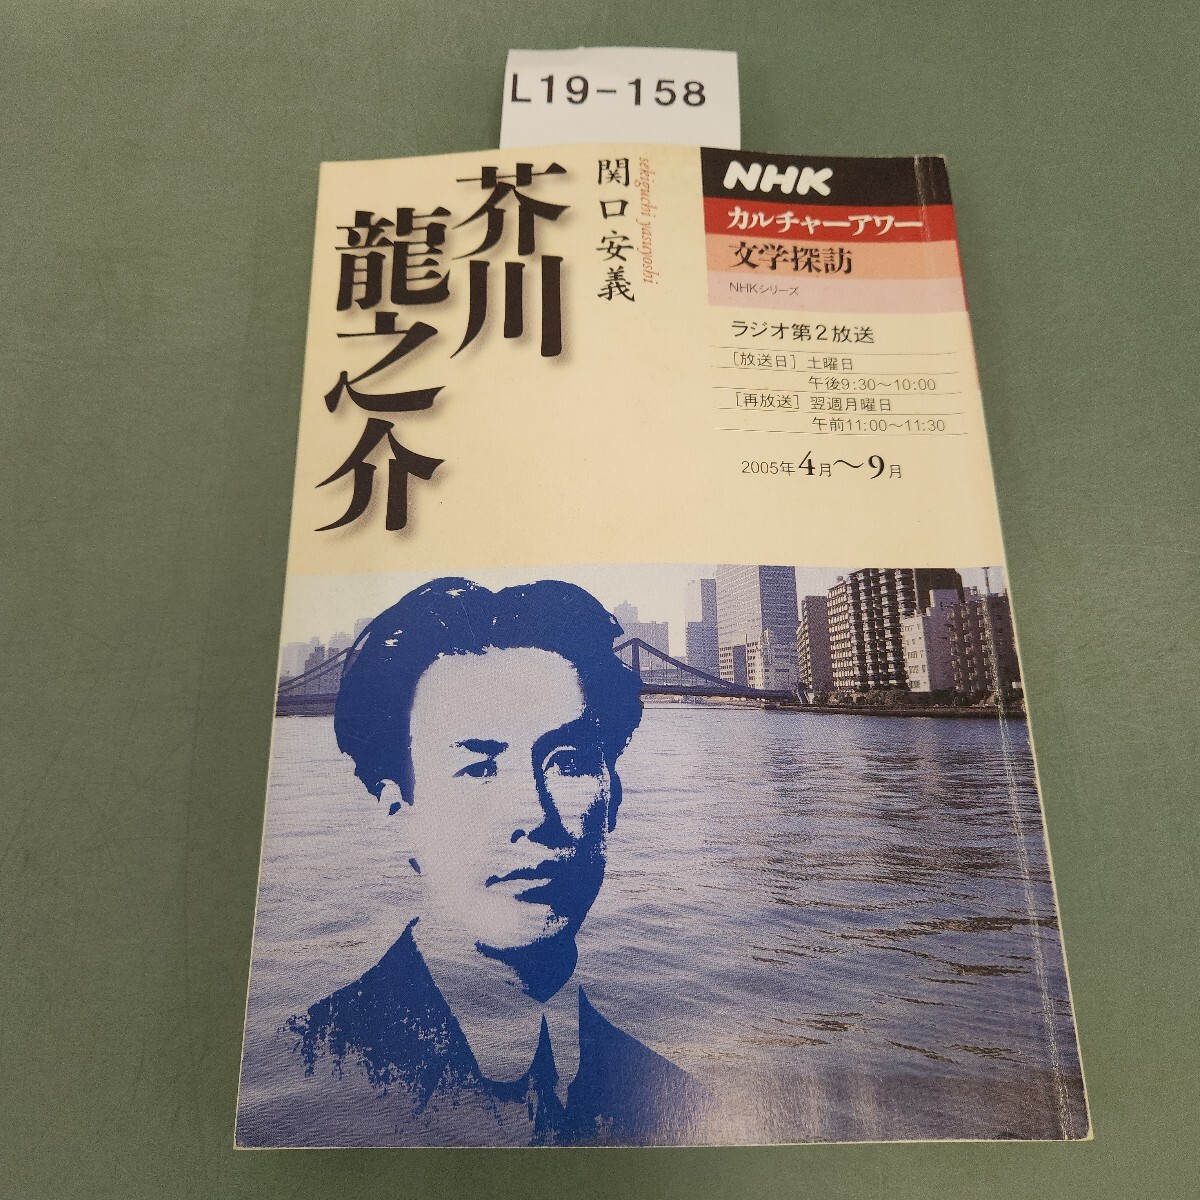 L19-158
芥川
龍之介
関口安義
sekiguchi yasuyoshi
NHK
カルチャーアワー
文学探訪
NHKシリーズ
ラジオ第2放送
[放送日] 土曜日
午後9:30～10:00
[再放送] 翌週月曜日
午前11:00～11:30
2005年4月～9月